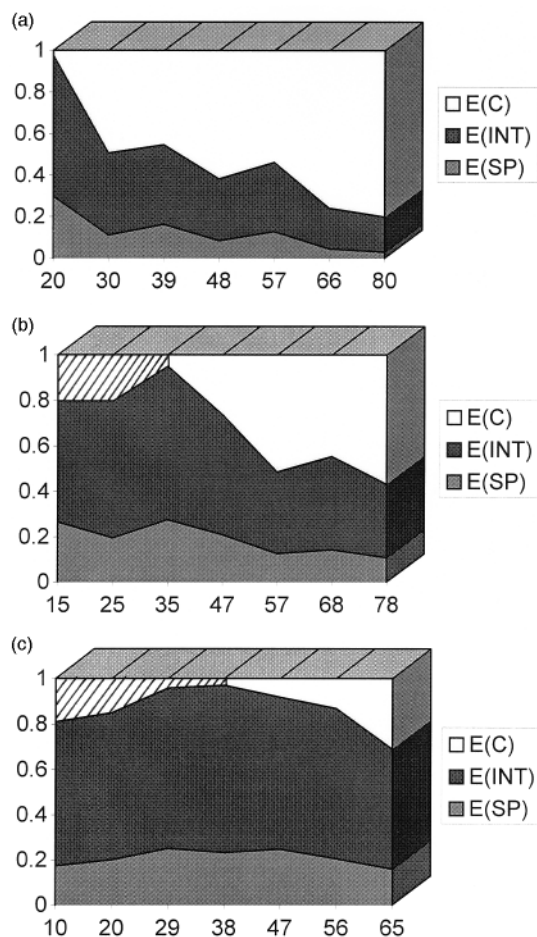 (a)
1
0.8
0.6
0.4
0.2
0
20 30 39 48 57 66 80
E(C)
E(INT)
E(SP)
(b)
1
0.8
0.6
0.4
0.2
0
15 25 35 47 57 68 78
E(C)
E(INT)
E(SP)
(c)
1
0.8
0.6
0.4
0.2
0
10 20 29 38 47 56 65
E(C)
E(INT)
E(SP)